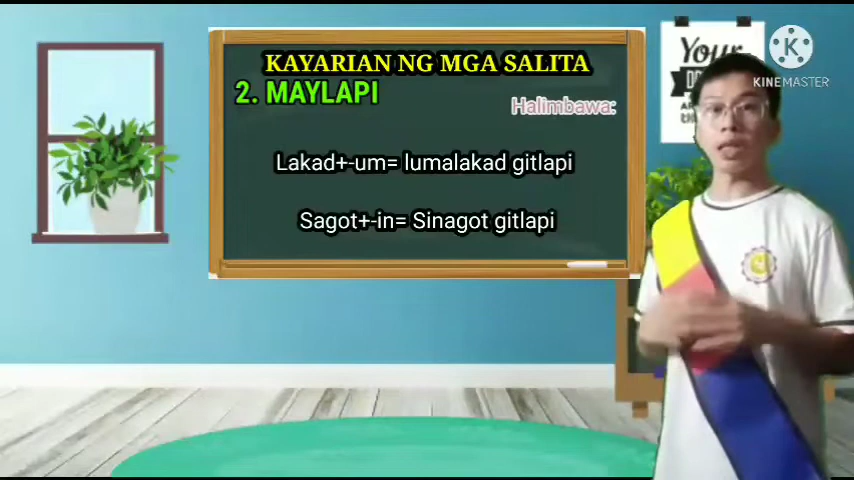 KAYARIAN NG MGA SALITA
2. MAYLAPI
Halimbawa:
Lakad+-um= lumalakad gitlapi
Sagot+-in= Sinagot gitlapi
Your
KINEMASTER